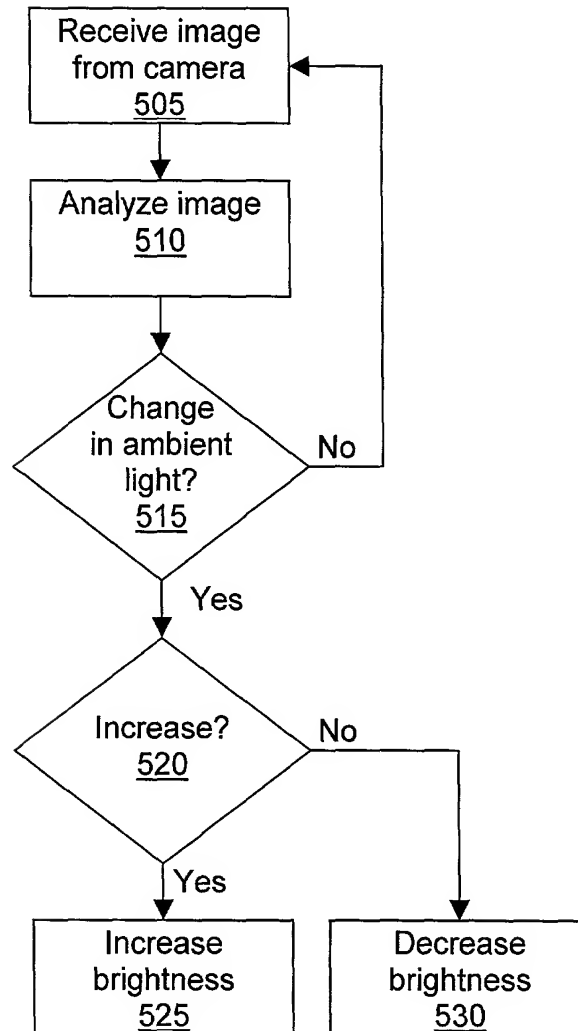 Receive image
from camera
505
Analyze image
510
Change
in ambient
light?
515
No
Yes
Increase?
520
No
Yes
Increase
brightness
525
Decrease
brightness
530